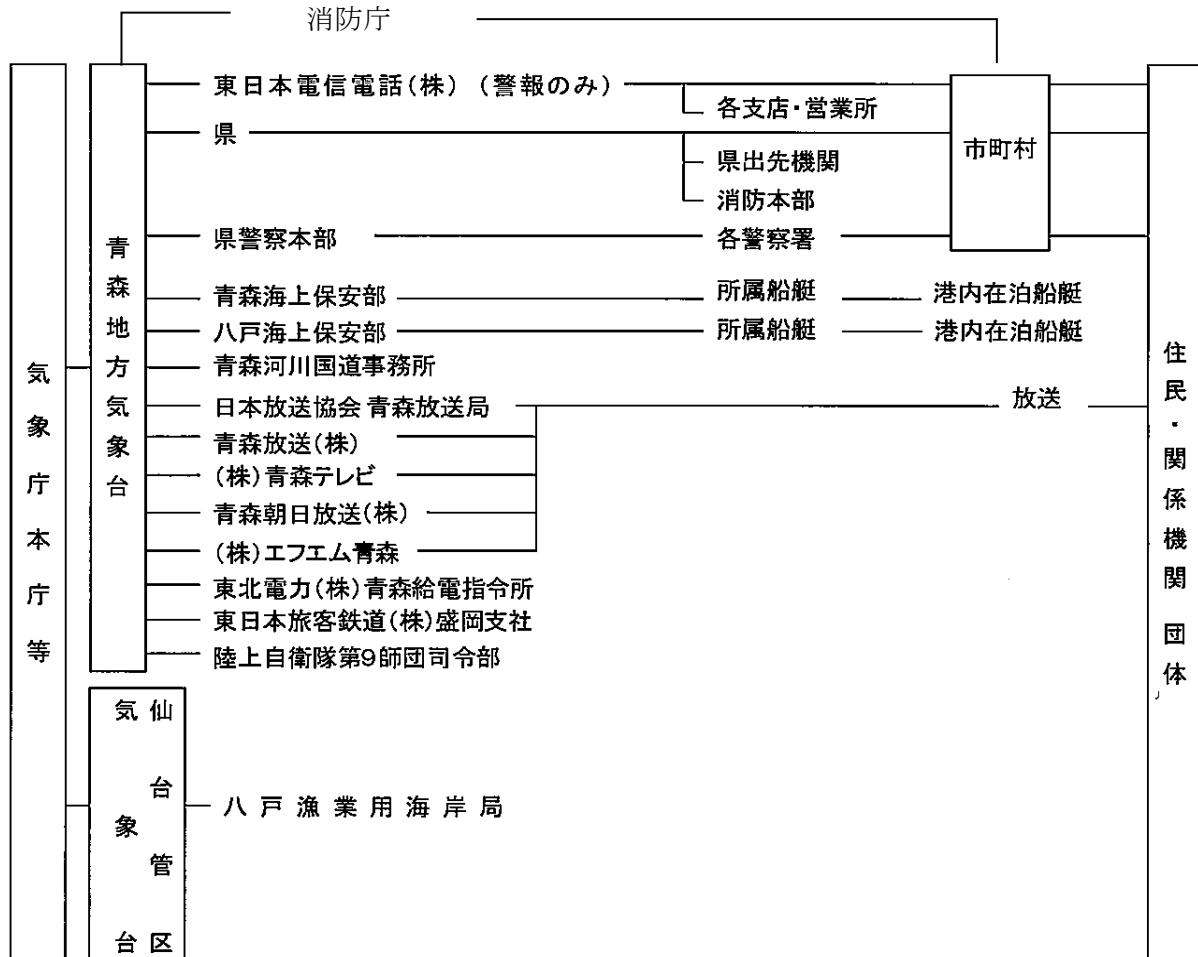 消防庁
東日本電信電話(株) (警報のみ)
各支店・営業所
県
県出先機関
消防本部
市町村
県警察本部
各警察署
青森海上保安部
所属船艇
港内在泊船艇
八戸海上保安部
所属船艇
港内在泊船艇
青森河川国道事務所
日本放送協会 青森放送局
放送
青森放送(株)
(株)青森テレビ
青森朝日放送(株)
(株)エフエム青森
東北電力(株)青森給電指令所
東日本旅客鉄道(株)盛岡支社
陸上自衛隊第9師団司令部
青森地方気象台
気象庁本庁等
仙台管区
気象台
八戸漁業用海岸局
住民・関係機関 団体